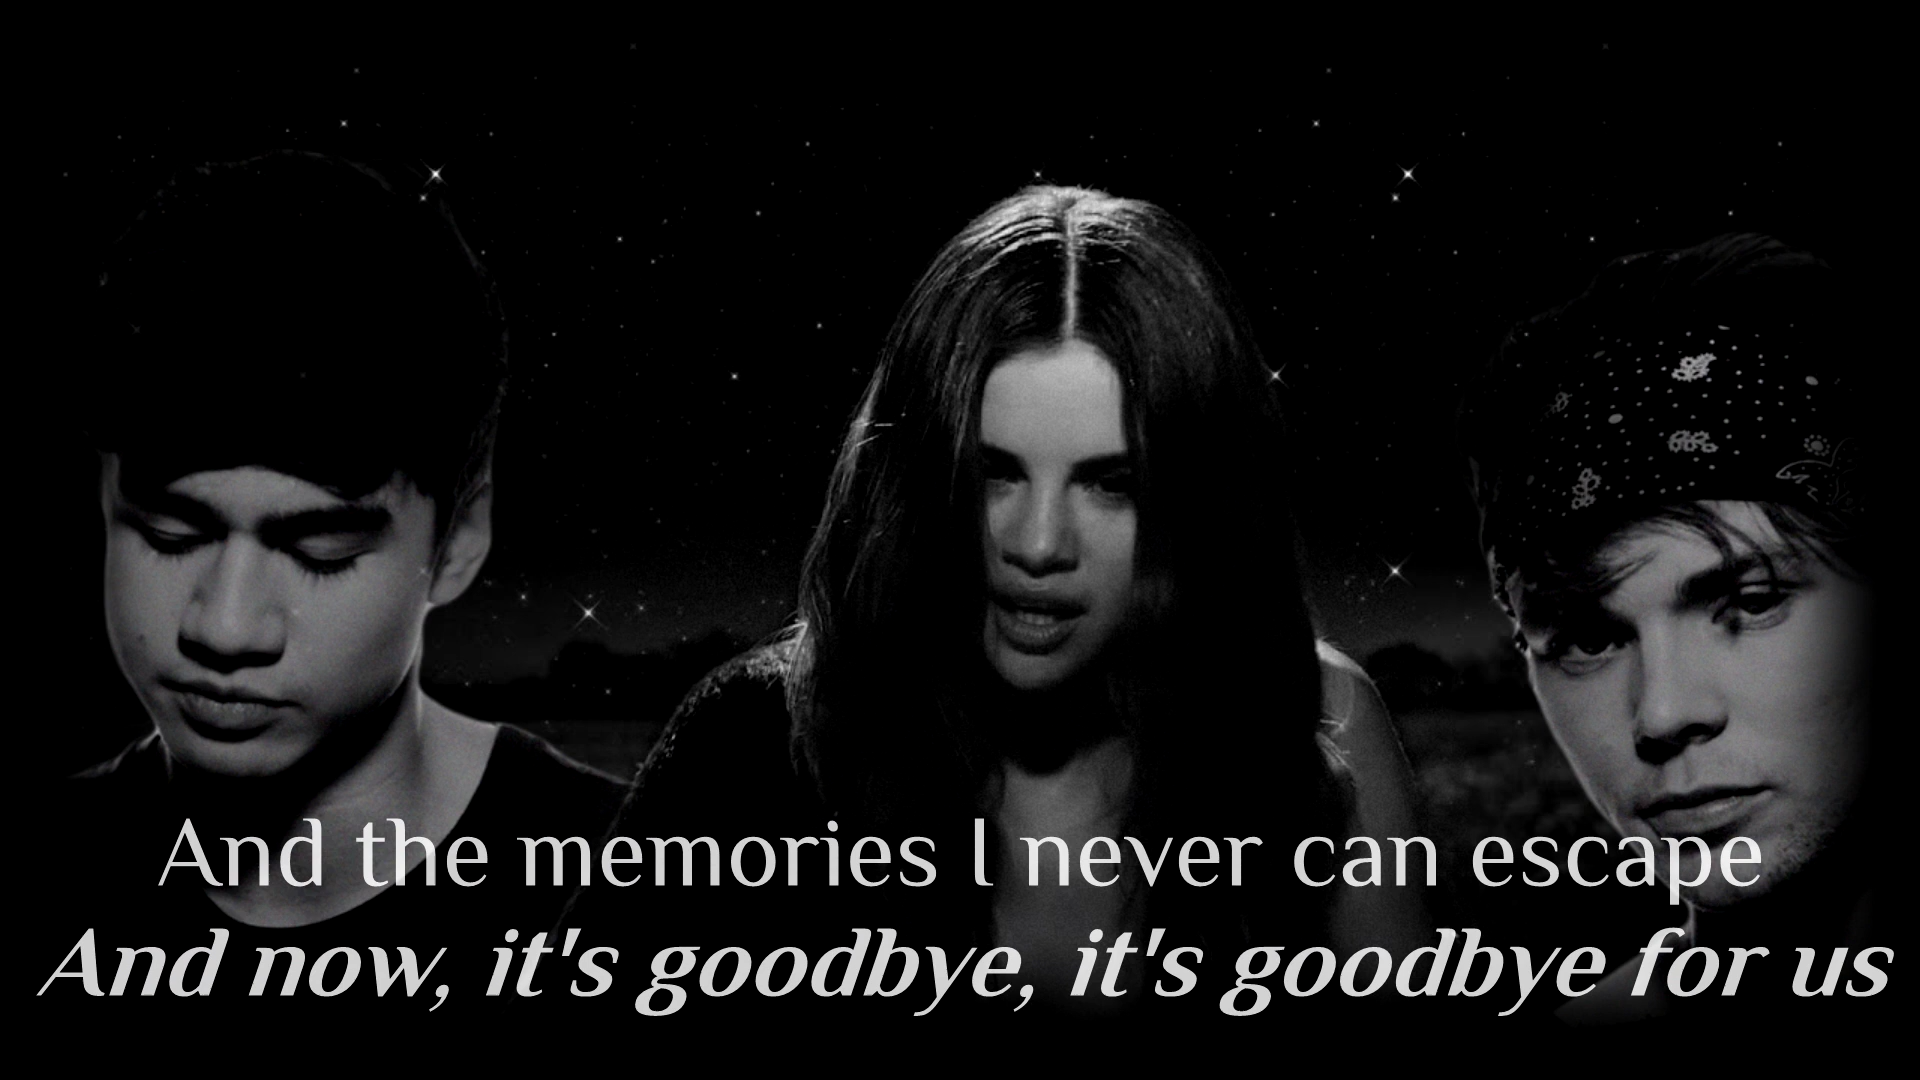 And the memories I never can escape
And now, it's goodbye, it's goodbye for us